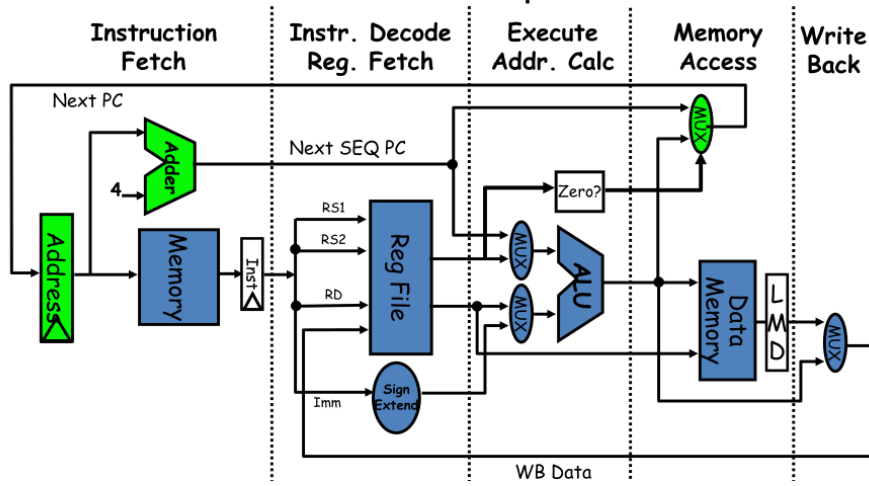 Instruction
Fetch
Instr. Decode
Reg. Fetch
Execute
Addr. Calc
Memory
Access
Write
Back
Next PC
Next SEQ PC
Adder
4
MUX
Zero?
RS1
RS2
RD
Imm
Address
Memory
Inst
Reg File
MUX
MUX
ALU
Data
Memory
L
M
D
MUX
Sign
Extend
WB Data